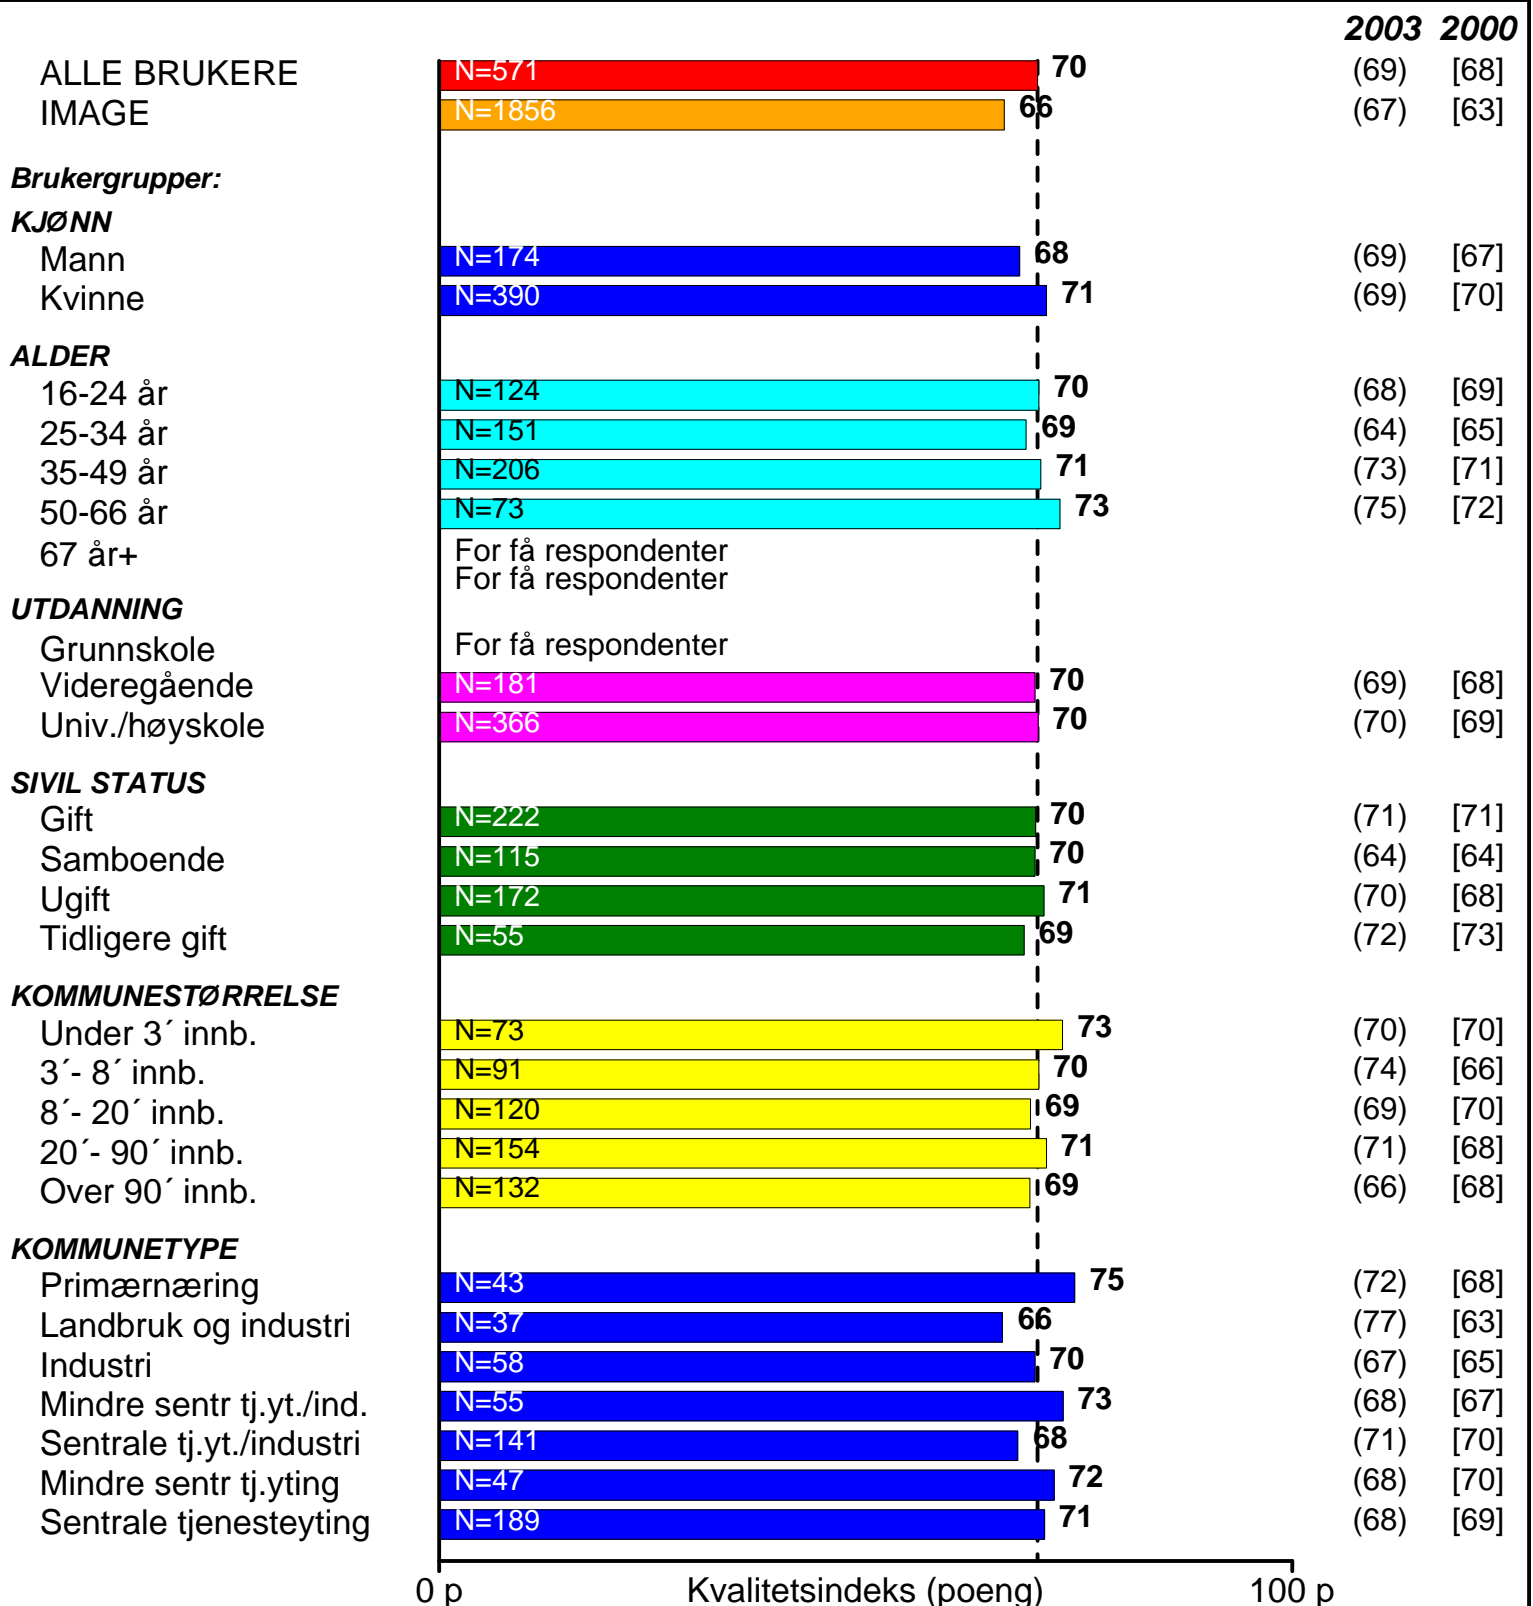 2003 2000
ALLE BRUKERE N=571 70 (69) [68]
IMAGE N=1856 66 (67) [63]
Brukergrupper:
KJØNN
Mann N=174 68 (69) [67]
Kvinne N=390 71 (69) [70]
ALDER
16-24 år N=124 70 (68) [69]
25-34 år N=151 69 (64) [65]
35-49 år N=206 71 (73) [71]
50-66 år N=73 73 (75) [72]
67 år+ For få respondenter
For få respondenter
UTDANNING
Grunnskole For få respondenter
Videregående N=181 70 (69) [68]
Univ./høyskole N=366 70 (70) [69]
SIVIL STATUS
Gift N=222 70 (71) [71]
Samboende N=115 70 (64) [64]
Ugift N=172 71 (70) [68]
Tidligere gift N=55 69 (72) [73]
KOMMUNESTØRRELSE
Under 3´ innb. N=73 73 (70) [70]
3´- 8´ innb. N=91 70 (74) [66]
8´- 20´ innb. N=120 69 (69) [70]
20´- 90´ innb. N=154 71 (71) [68]
Over 90´ innb. N=132 69 (66) [68]
KOMMUNETYPE
Primærnæring N=43 75 (72) [68]
Landbruk og industri N=37 66 (77) [63]
Industri N=58 70 (67) [65]
Mindre sentr tj.yt./ind. N=55 73 (68) [67]
Sentrale tj.yt./industri N=141 68 (71) [70]
Mindre sentr tj.yting N=47 72 (68) [70]
Sentrale tjenesteyting N=189 71 (68) [69]
0 p Kvalitetsindeks (poeng) 100 p